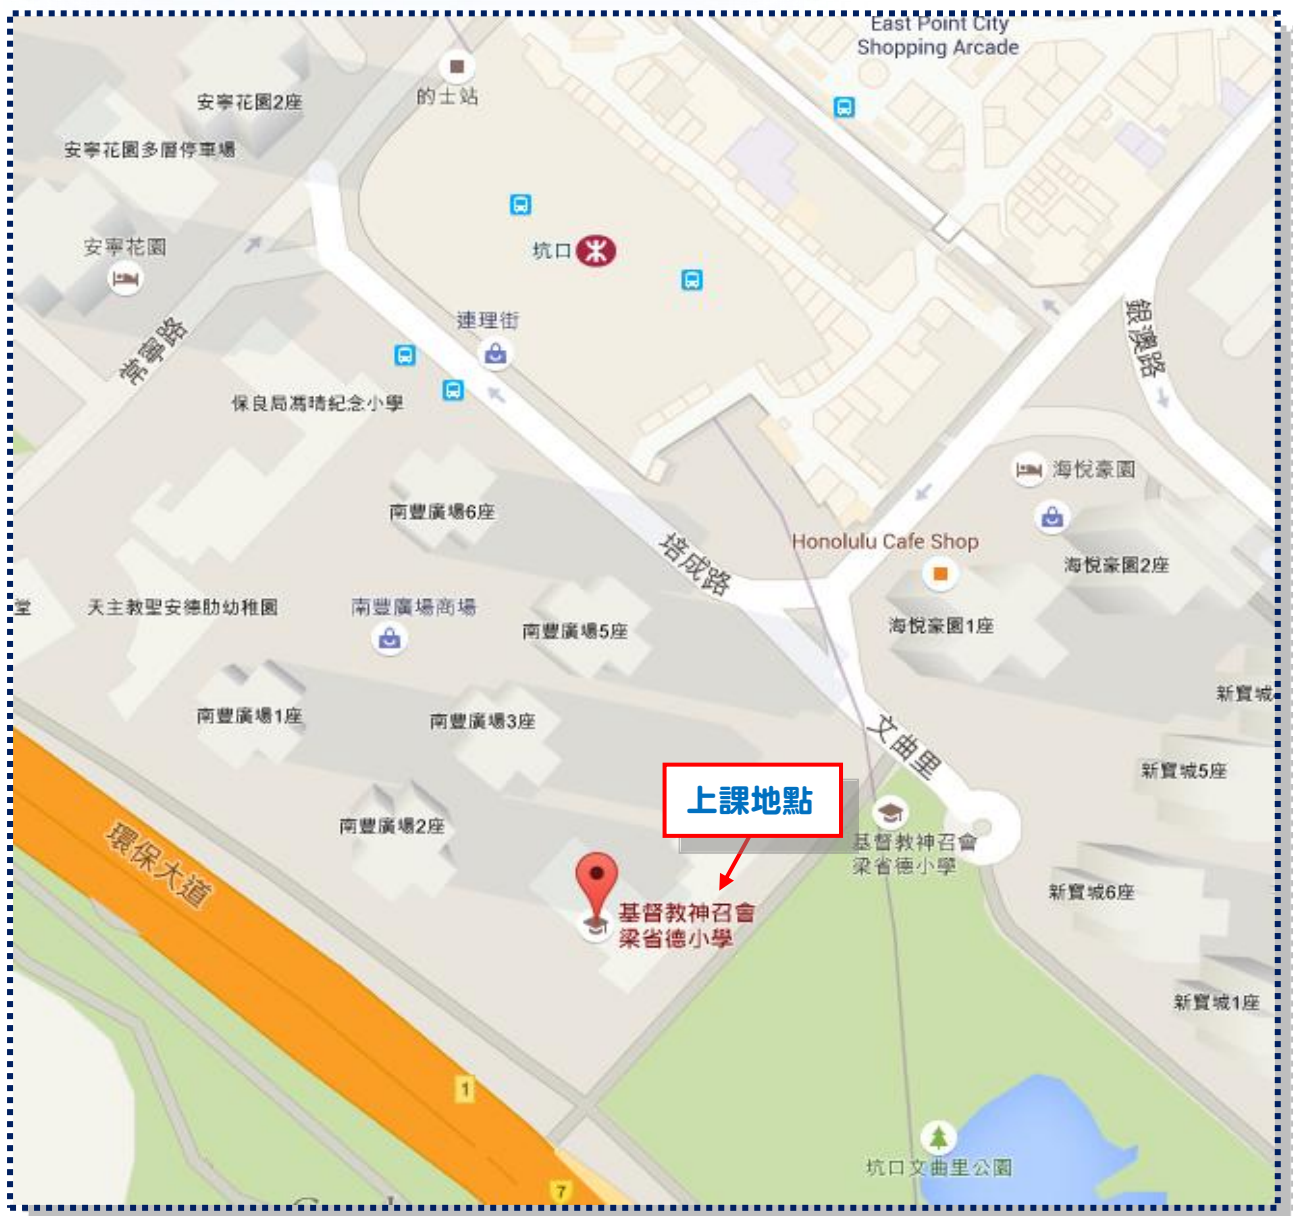 East Point City
Shopping Arcade
的士站
安寧花園2座
安寧花園多層停車場
安寧花園
坑口
連理街
銀澳路
常寧路
保良局馮晴紀念小學
海悅豪園
南豐廣場6座
Honolulu Cafe Shop
培成路
海悅豪園2座
堂
天主教聖安德肋幼稚園
南豐廣場商場
南豐廣場5座
海悅豪園1座
新寶城
南豐廣場1座
南豐廣場3座
文曲里
新寶城5座
上課地點
南豐廣場2座
環保大道
基督教神召會
梁省德小學
新寶城6座
基督教神召會
梁省德小學
新寶城1座
1
坑口文曲里公園
7